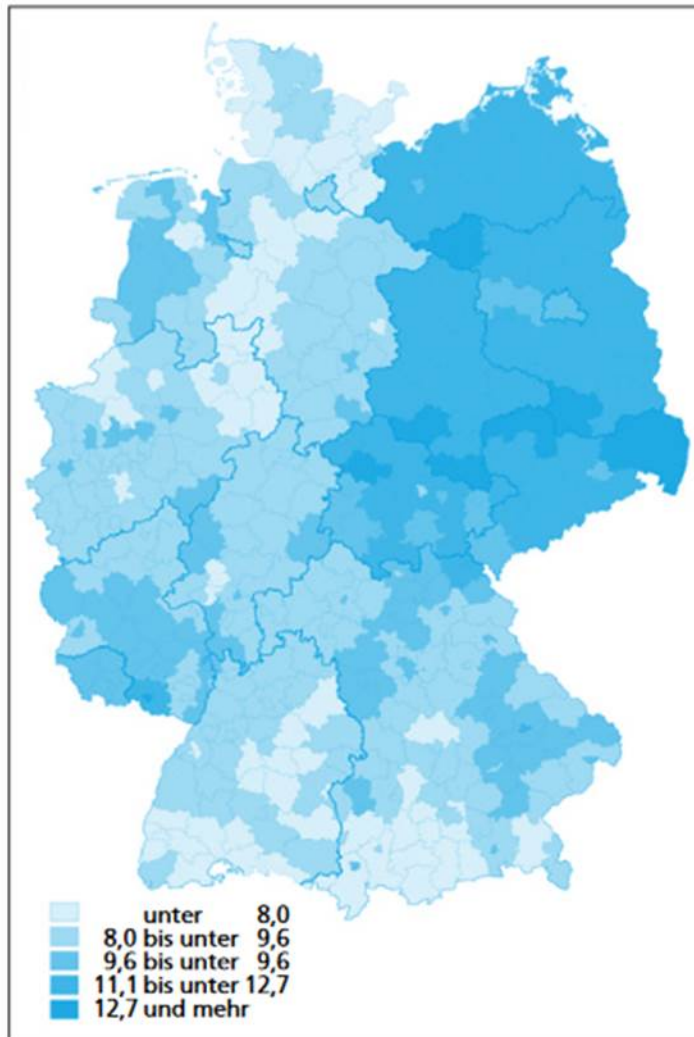 unter 8,0
8,0 bis unter 9,6
9,6 bis unter 9,6
11,1 bis unter 12,7
12,7 und mehr